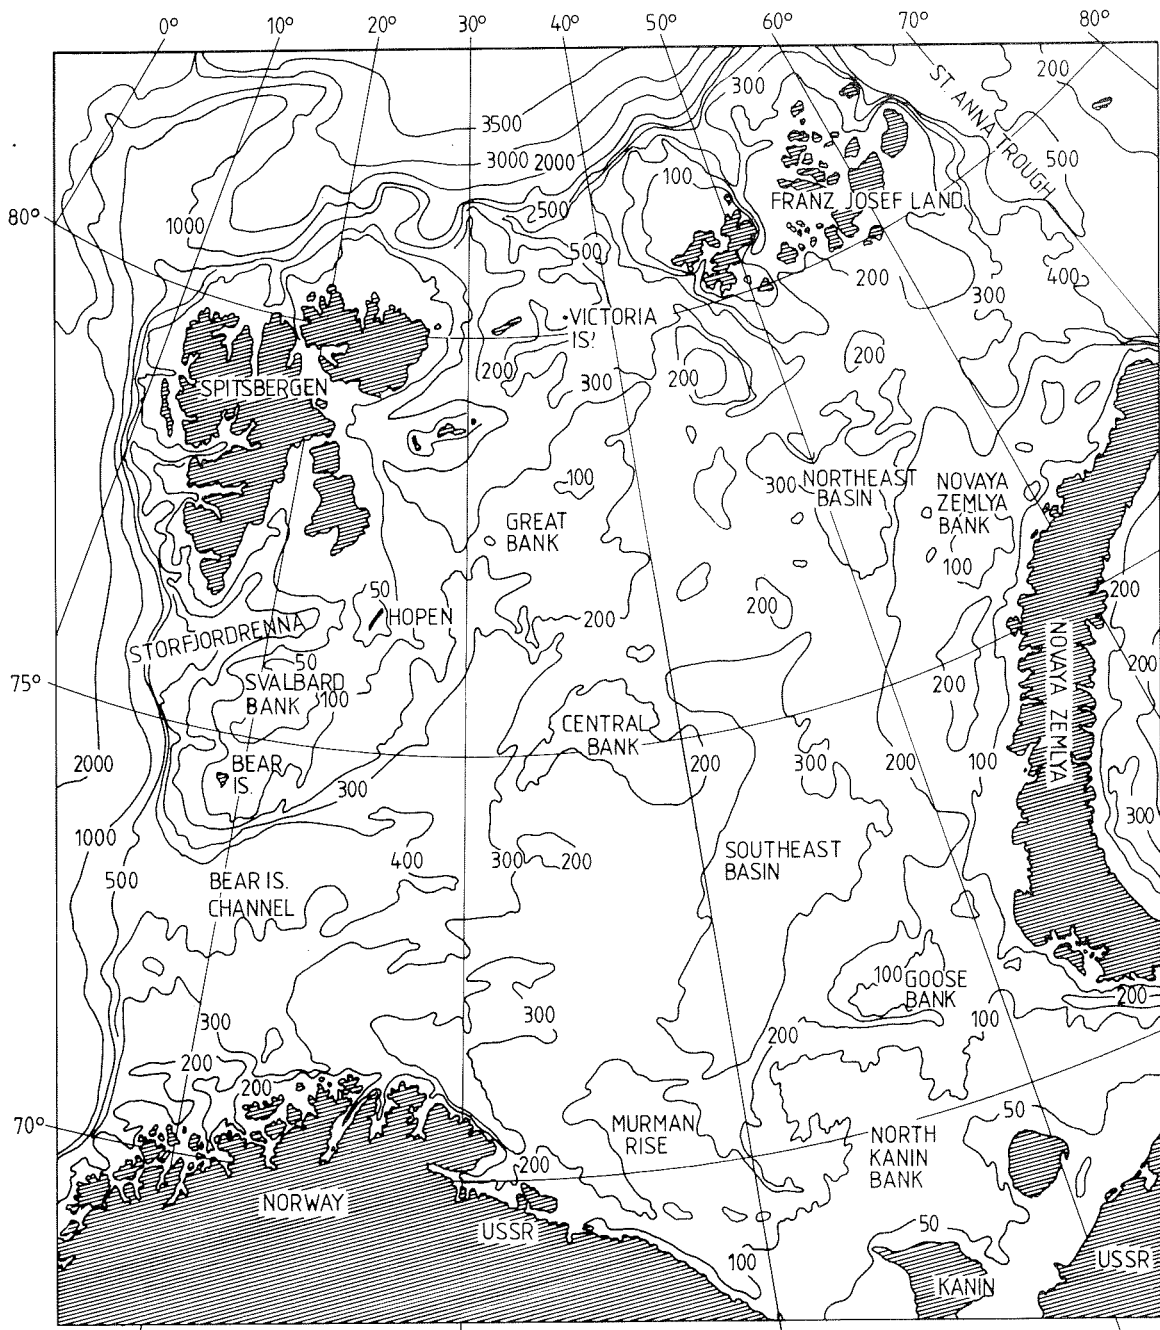 0° 10° 20° 30° 40° 50° 60° 70° 80°
200
300
ST. ANNA TROUGH
3500
3000
2000
500
100
FRANZ JOSEF LAND
80°
1000
500
500
200
400
300
VICTORIA
IS.
200
200
200
300
SPITSBERGEN
100
300
NORTHEAST
BASIN
NOVAYA
ZEMLYA
BANK
GREAT
BANK
100
50
HOPEN
200
200
200
200
STORFJORDRENNA
NOVAYA ZEMLYA
50
SVALBARD
BANK
100
75°
200
200
CENTRAL
BANK
2000
BEAR
IS.
300
200
300
200
100
300
1000
500
400
300
200
SOUTHEAST
BASIN
BEAR IS.
CHANNEL
100
GOOSE
BANK
200
300
300
200
100
200
200
70°
MURMAN
RISE
NORTH
KANIN
BANK
50
200
NORWAY
USSR
50
100
KANIN
USSR